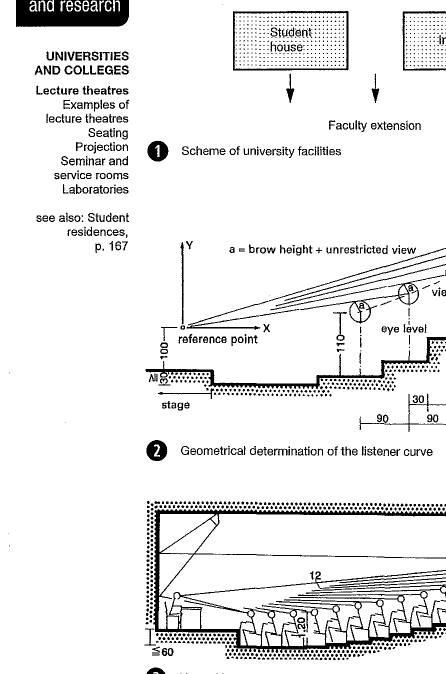 and research
UNIVERSITIES
AND COLLEGES
Lecture theatres
Examples of
lecture theatres
Seating
Projection
Seminar and
service rooms
Laboratories
see also: Student
residences,
p. 167
Student
house
Faculty extension
1 Scheme of university facilities
Y
a = brow height + unrestricted view
a
a
X
reference point
eye level
100
110
30
stage
30
90
90
2 Geometrical determination of the listener curve
12
120
≦60